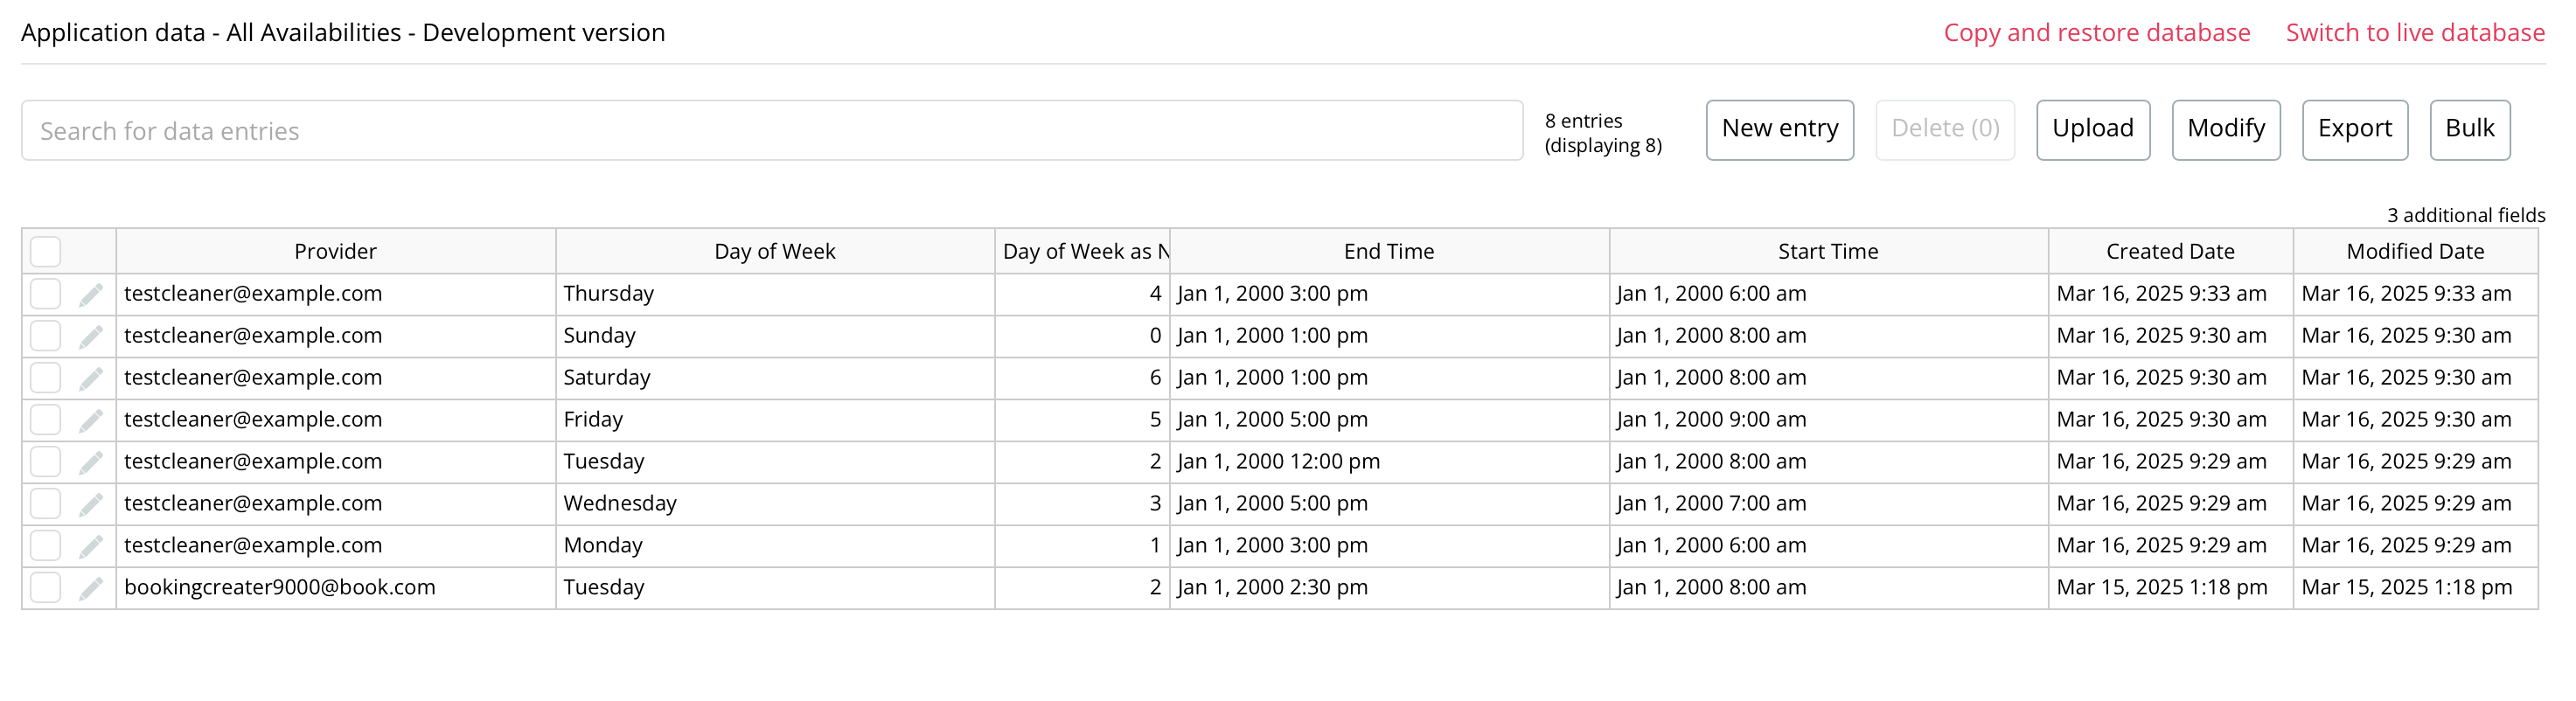 Application data - All Availabilities - Development version
Copy and restore database
Switch to live database
Search for data entries
8 entries
(displaying 8)
New entry
Delete (0)
Upload
Modify
Export
Bulk
3 additional fields
Provider Day of Week Day of Week as N End Time Start Time Created Date Modified Date
testcleaner@example.com Thursday 4 Jan 1, 2000 3:00 pm Jan 1, 2000 6:00 am Mar 16, 2025 9:33 am Mar 16, 2025 9:33 am
testcleaner@example.com Sunday 0 Jan 1, 2000 1:00 pm Jan 1, 2000 8:00 am Mar 16, 2025 9:30 am Mar 16, 2025 9:30 am
testcleaner@example.com Saturday 6 Jan 1, 2000 1:00 pm Jan 1, 2000 8:00 am Mar 16, 2025 9:30 am Mar 16, 2025 9:30 am
testcleaner@example.com Friday 5 Jan 1, 2000 5:00 pm Jan 1, 2000 9:00 am Mar 16, 2025 9:30 am Mar 16, 2025 9:30 am
testcleaner@example.com Tuesday 2 Jan 1, 2000 12:00 pm Jan 1, 2000 8:00 am Mar 16, 2025 9:29 am Mar 16, 2025 9:29 am
testcleaner@example.com Wednesday 3 Jan 1, 2000 5:00 pm Jan 1, 2000 7:00 am Mar 16, 2025 9:29 am Mar 16, 2025 9:29 am
testcleaner@example.com Monday 1 Jan 1, 2000 3:00 pm Jan 1, 2000 6:00 am Mar 16, 2025 9:29 am Mar 16, 2025 9:29 am
bookingcreater9000@book.com Tuesday 2 Jan 1, 2000 2:30 pm Jan 1, 2000 8:00 am Mar 15, 2025 1:18 pm Mar 15, 2025 1:18 pm